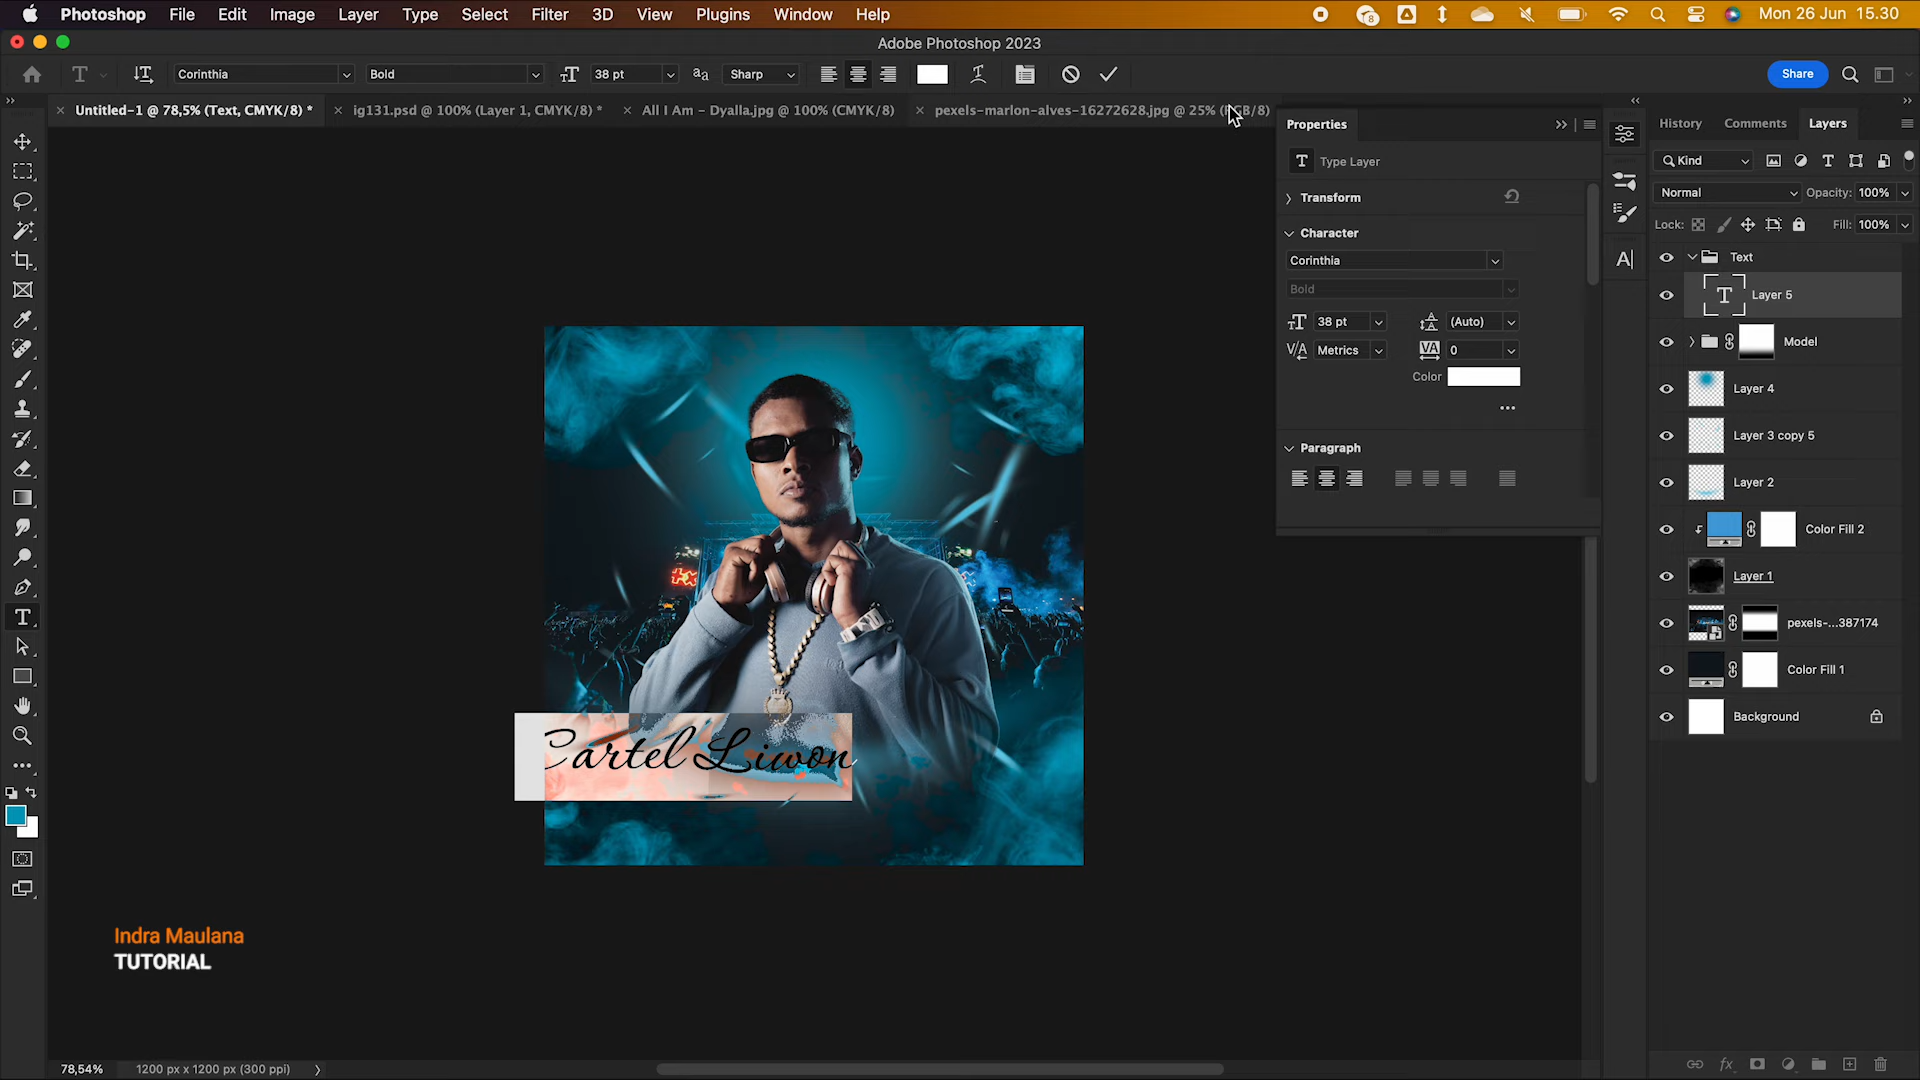 Photoshop File Edit Image Layer Type Select Filter 3D View Plugins Window Help
8
Mon 26 Jun 15.30
Adobe Photoshop 2023
Corinthia Bold 38 pt Sharp Share
Untitled-1 @ 78,5% (Text, CMYK/8) *
ig131.psd @ 100% (Layer 1, CMYK/8) *
All I Am - Dyalla.jpg @ 100% (CMYK/8)
pexels-marlon-alves-16272628.jpg @ 25% (RGB/8)
Properties
Type Layer
Transform
Character
Corinthia
Bold
38 pt (Auto)
Metrics 0
Color
Paragraph
History Comments Layers
Kind
Normal Opacity: 100%
Lock: Fill: 100%
Text
Layer 5
Model
Layer 4
Layer 3 copy 5
Layer 2
Color Fill 2
Layer 1
pexels-...387174
Color Fill 1
Background
Cartel Liwon
Indra Maulana
TUTORIAL
78,54% 1200 px x 1200 px (300 ppi)